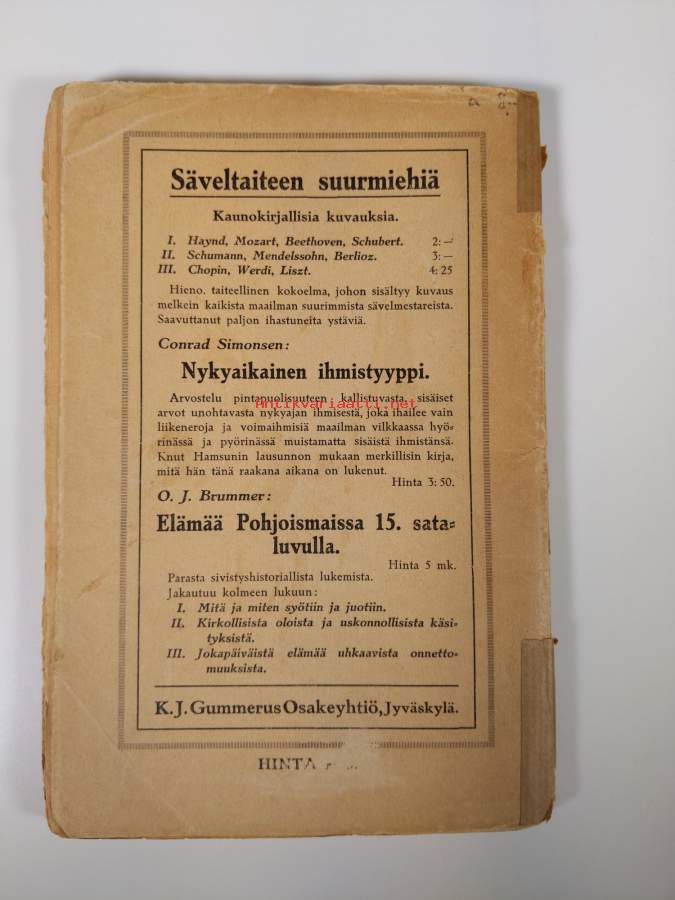 a 8:-
Säveltaiteen suurmiehiä
Kaunokirjallisia kuvauksia.
I. Haynd, Mozart, Beethoven, Schubert. 2: —
II. Schumann, Mendelssohn, Berlioz. 3: —
III. Chopin, Werdi, Liszt. 4: 25
Hieno. taiteellinen kokoelma, johon sisältyy kuvaus
melkein kaikista maailman suurimmista sävelmestareista.
Saavuttanut paljon ihastuneita ystäviä.
Conrad Simonsen:
Nykyaikainen ihmistyyppi.
Arvostelu pintapuolisuuteen kallistuvasta, sisäiset
Antikvariaatti.net
arvot unohtavasta nykyajan ihmisestä, joka ihailee vain
liikeneroja ja voimaihmisiä maailman vilkkaassa hyö-
rinässä ja pyörinässä muistamatta sisäistä ihmistänsä.
Knut Hamsunin lausunnon mukaan merkillisin kirja,
mitä hän tänä raakana aikana on lukenut.
Hinta 3: 50.
O. J. Brummer:
Elämää Pohjoismaissa 15. sata-
luvulla.
Hinta 5 mk.
Parasta sivistyshistoriallista lukemista.
Jakautuu kolmeen lukuun:
I. Mitä ja miten syötiin ja juotiin.
II. Kirkollisista oloista ja uskonnollisista käsi-
tyksistä.
III. Jokapäiväistä elämää uhkaavista onnetto-
muuksista.
K. J. Gummerus Osakeyhtiö, Jyväskylä.
HINTA